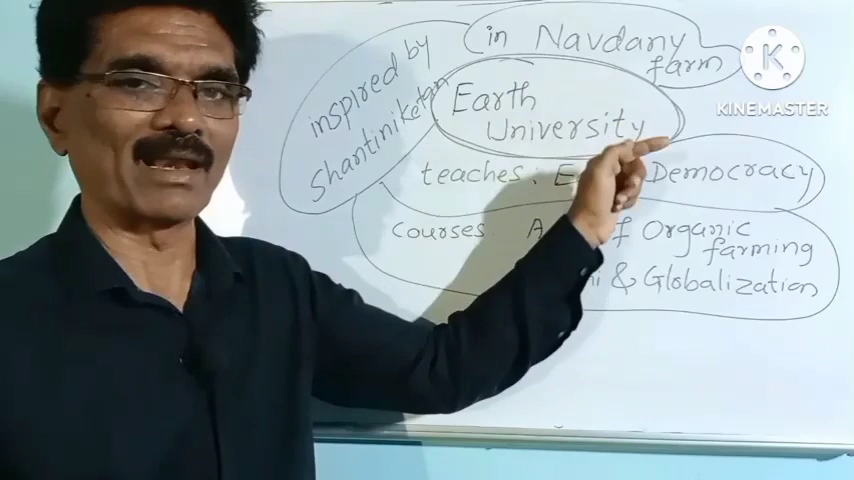 inspired by
Shantiniketan
in Navdany
farm
Earth
University
teaches. Democracy
courses. Organic
farming
& Globalization
KINEMASTER